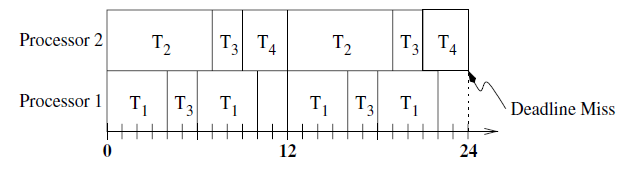 Processor 2 T2 T3 T4 T2 T3 T4
Processor 1 T1 T3 T1 T1 T3 T1 Deadline Miss
0 12 24